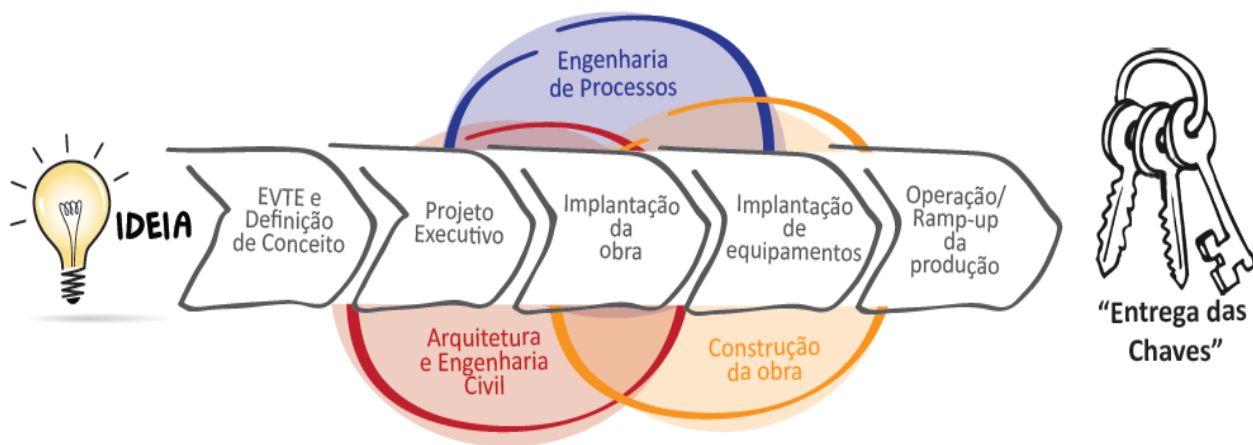 Engenharia
de Processos
IDEIA
EVTE e
Definição
de Conceito
Projeto
Executivo
Implantação
da
obra
Implantação
de
equipamentos
Operação/
Ramp-up
da
produção
Arquitetura
e Engenharia
Civil
Construção
da obra
“Entrega das
Chaves”